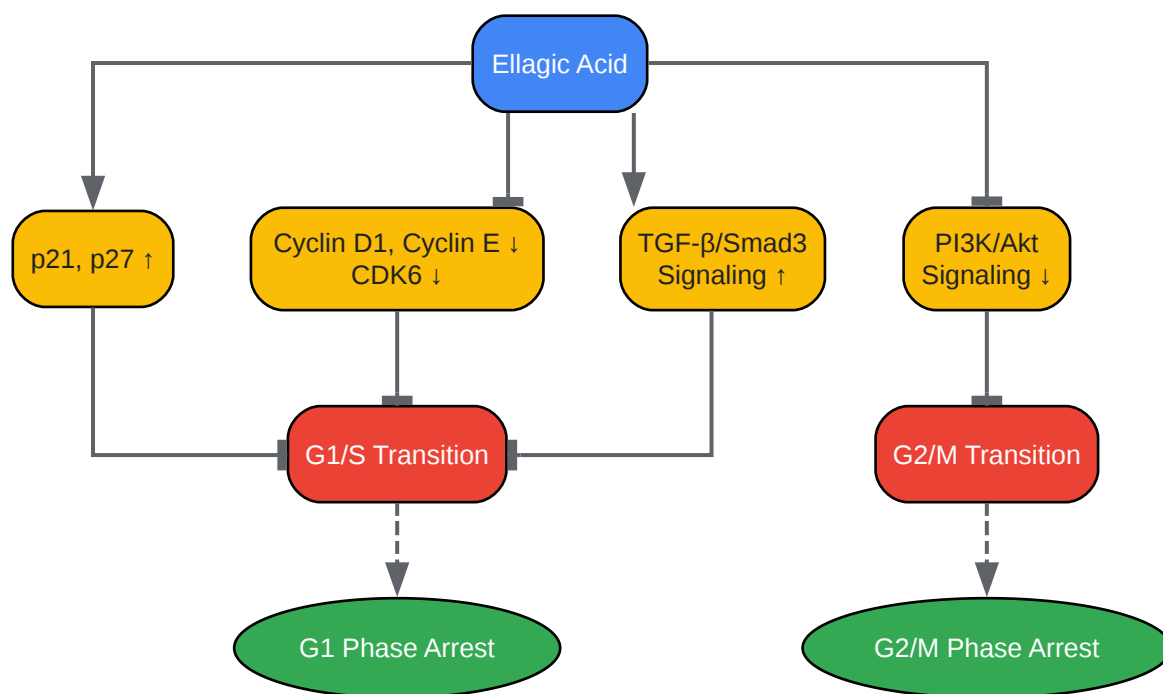 Ellagic Acid
p21, p27 ↑
Cyclin D1, Cyclin E ↓
CDK6 ↓
TGF-β/Smad3
Signaling ↑
PI3K/Akt
Signaling ↓
G1/S Transition
G2/M Transition
G1 Phase Arrest
G2/M Phase Arrest